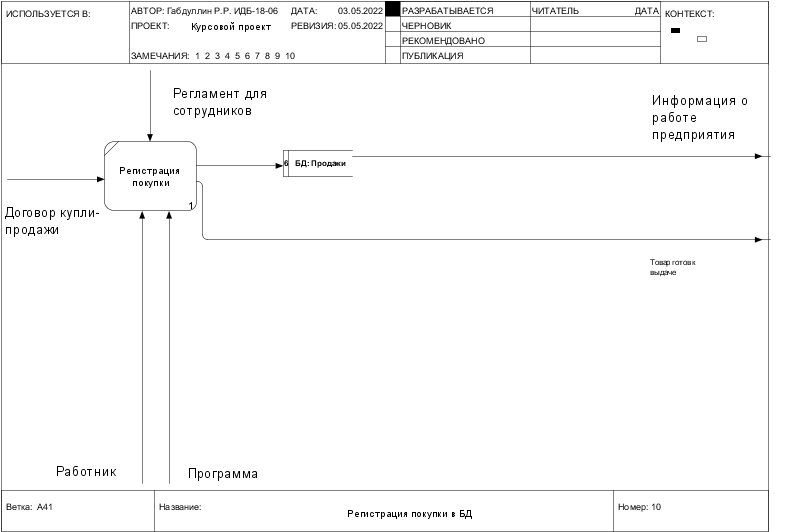 ИСПОЛЬЗУЕТСЯ В:
АВТОР: Габдуллин Р.Р. ИДБ-18-06 ДАТА: 03.05.2022
ПРОЕКТ: Курсовой проект РЕВИЗИЯ: 05.05.2022
ЗАМЕЧАНИЯ: 1 2 3 4 5 6 7 8 9 10
РАЗРАБАТЫВАЕТСЯ
ЧЕРНОВИК
РЕКОМЕНДОВАНО
ПУБЛИКАЦИЯ
ЧИТАТЕЛЬ ДАТА
КОНТЕКСТ:
Регламент для
сотрудников
Информация о
работе
предприятия
Регистрация
покупки
1
6 БД: Продажи
Договор купли-
продажи
Товар готов к
выдаче
Работник
Программа
Ветка: A41
Название:
Регистрация покупки в БД
Номер: 10